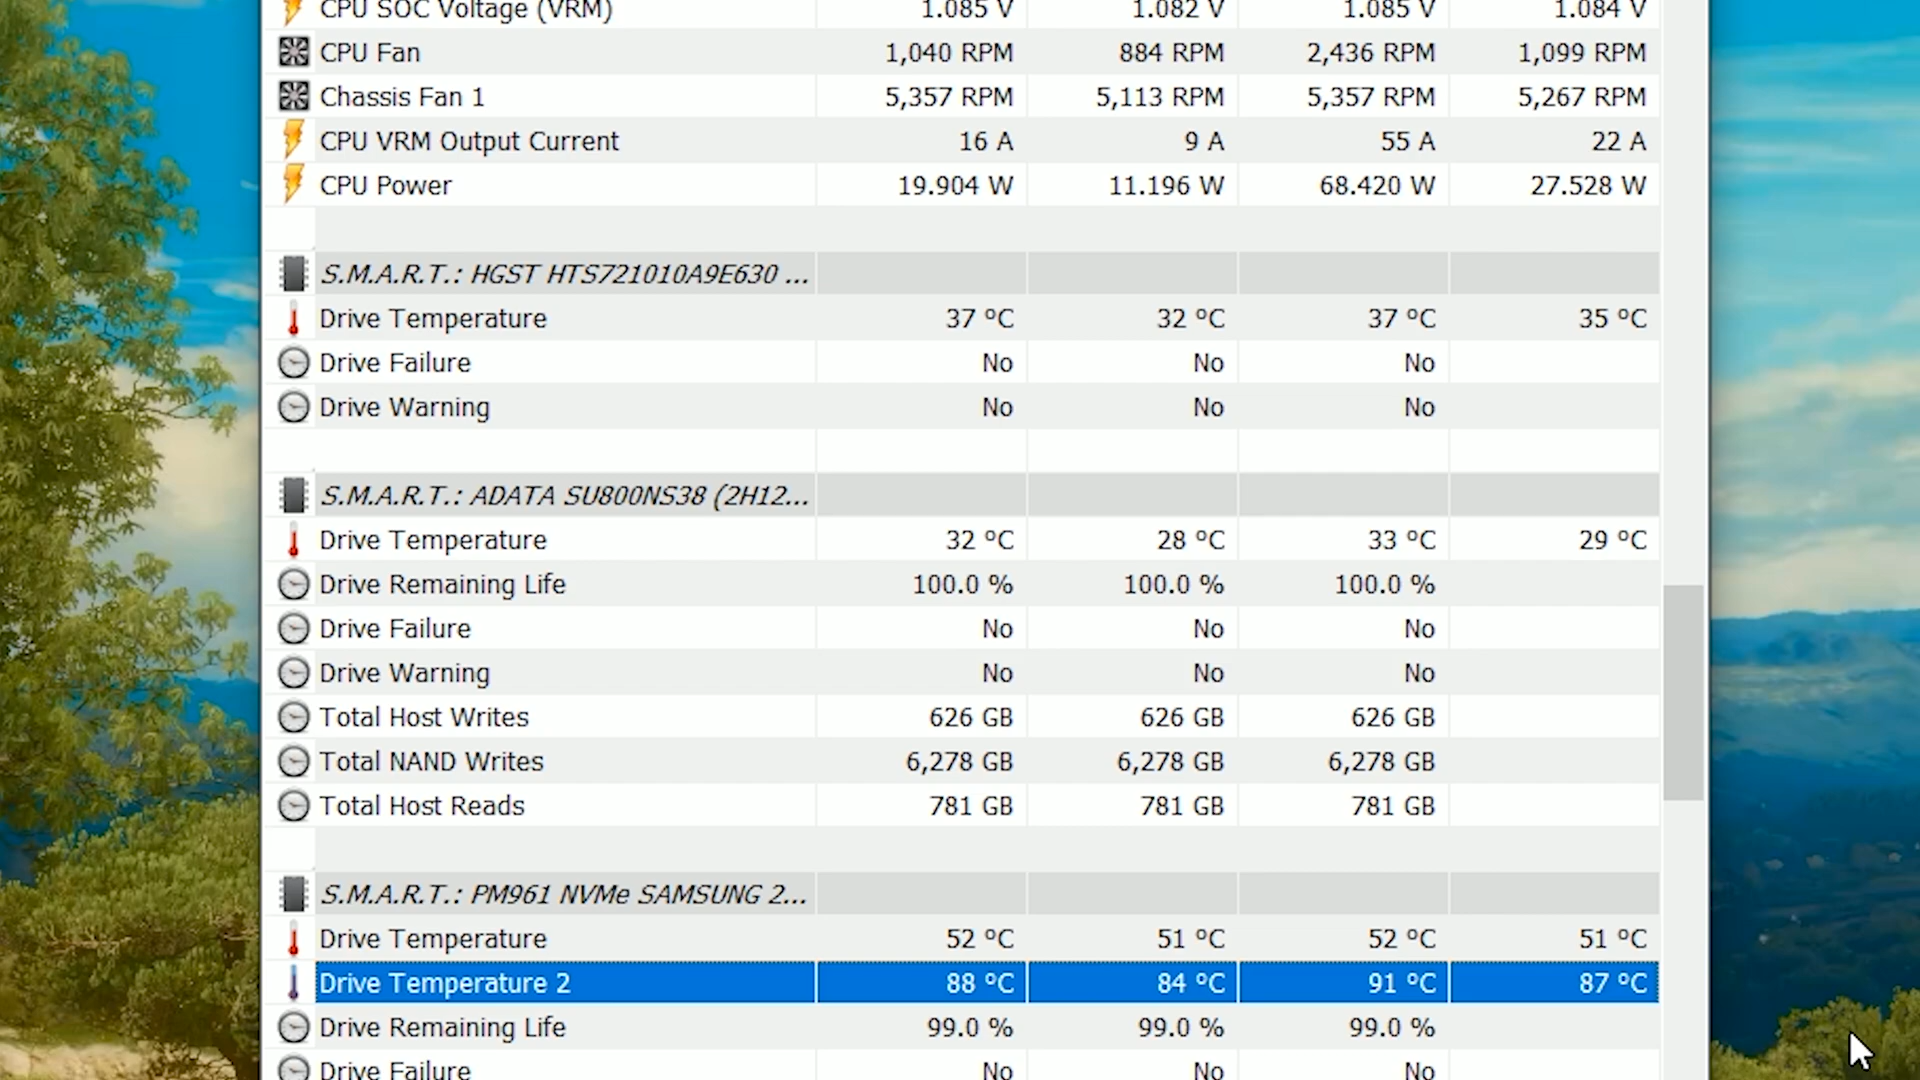 CPU SOC Voltage (VRM) 1.085 V 1.082 V 1.085 V 1.084 V
CPU Fan 1,040 RPM 884 RPM 2,436 RPM 1,099 RPM
Chassis Fan 1 5,357 RPM 5,113 RPM 5,357 RPM 5,267 RPM
CPU VRM Output Current 16 A 9 A 55 A 22 A
CPU Power 19.904 W 11.196 W 68.420 W 27.528 W
S.M.A.R.T.: HGST HTS721010A9E630 ...
Drive Temperature 37 °C 32 °C 37 °C 35 °C
Drive Failure No No No
Drive Warning No No No
S.M.A.R.T.: ADATA SU800NS38 (2H12...
Drive Temperature 32 °C 28 °C 33 °C 29 °C
Drive Remaining Life 100.0 % 100.0 % 100.0 %
Drive Failure No No No
Drive Warning No No No
Total Host Writes 626 GB 626 GB 626 GB
Total NAND Writes 6,278 GB 6,278 GB 6,278 GB
Total Host Reads 781 GB 781 GB 781 GB
S.M.A.R.T.: PM961 NVMe SAMSUNG 2...
Drive Temperature 52 °C 51 °C 52 °C 51 °C
Drive Temperature 2 88 °C 84 °C 91 °C 87 °C
Drive Remaining Life 99.0 % 99.0 % 99.0 %
Drive Failure No No No